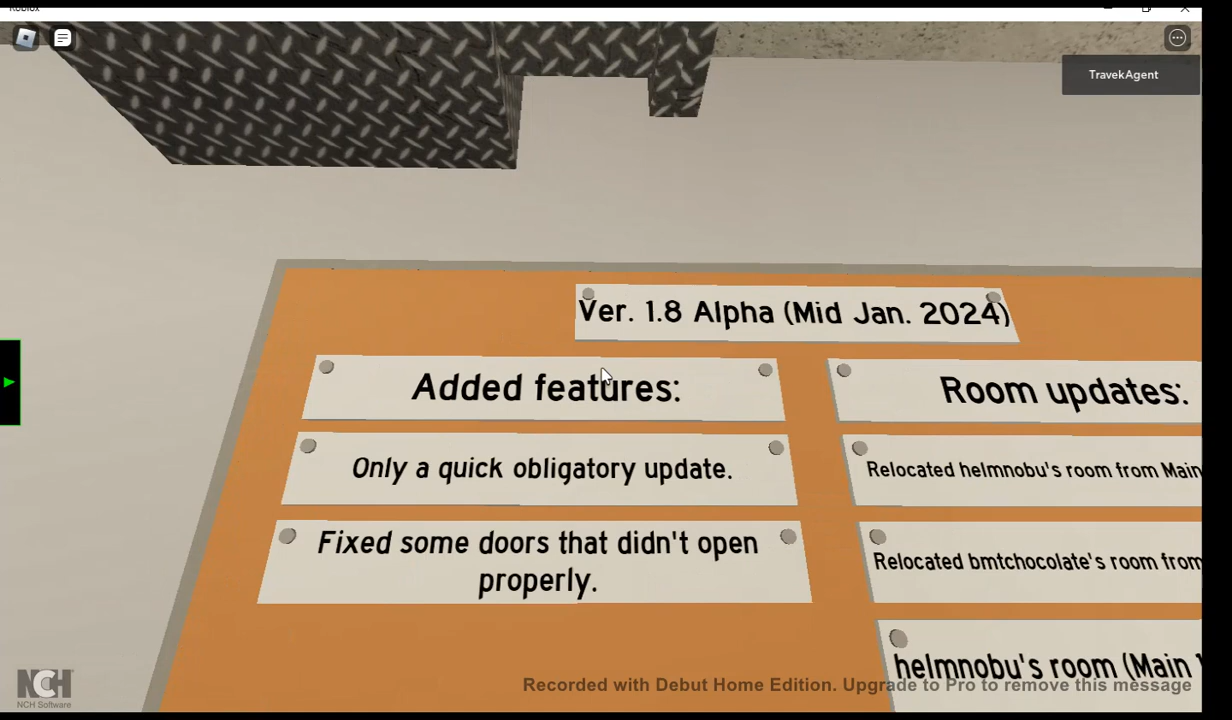 TravekAgent
Ver. 1.8 Alpha (Mid Jan. 2024)
Added features:
Only a quick obligatory update.
Fixed some doors that didn't open
properly.
Room updates:
Relocated helmnobu's room from Main
Relocated bmtchocolate's room from
helmnobu's room (Main
NCH
NCH Software
Recorded with Debut Home Edition. Upgrade to Pro to remove this message